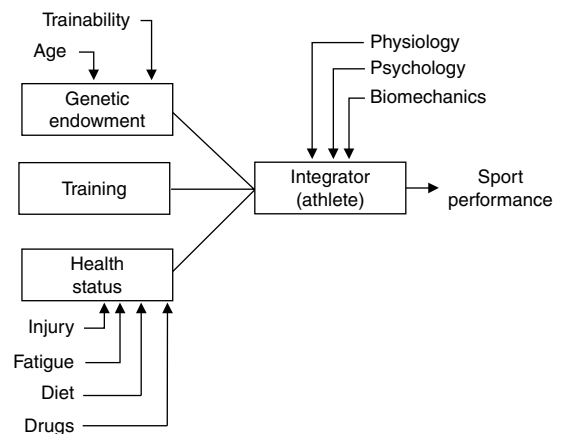 Trainability
Age
Genetic
endowment
Training
Health
status
Injury
Fatigue
Diet
Drugs
Physiology
Psychology
Biomechanics
Integrator
(athlete)
Sport
performance